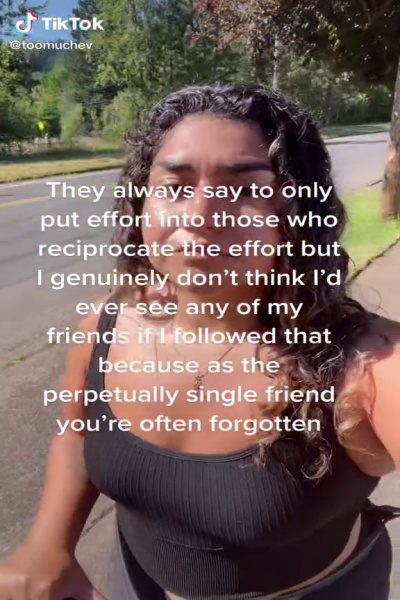 TikTok
@toomuchev
They always say to only
put effort into those who
reciprocate the effort but
I genuinely don't think I'd
ever see any of my
friends if I followed that
because as the
perpetually single friend
you're often forgotten